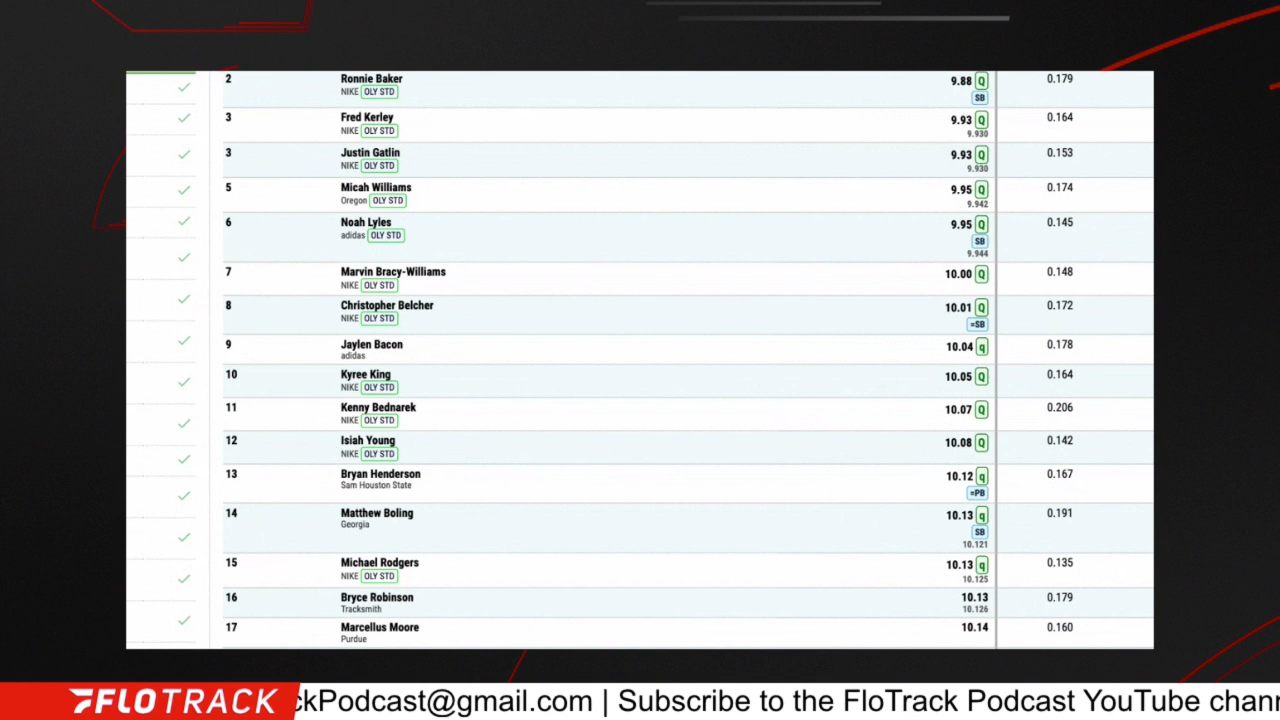 2 Ronnie Baker 9.88 Q 0.179
NIKE OLY STD SB
3 Fred Kerley 9.93 Q 0.164
NIKE OLY STD 9.930
3 Justin Gatlin 9.93 Q 0.153
NIKE OLY STD 9.930
5 Micah Williams 9.95 Q 0.174
Oregon OLY STD 9.942
6 Noah Lyles 9.95 Q 0.145
adidas OLY STD SB
9.944
7 Marvin Bracy-Williams 10.00 Q 0.148
NIKE OLY STD
8 Christopher Belcher 10.01 Q 0.172
NIKE OLY STD =SB
9 Jaylen Bacon 10.04 q 0.178
adidas
10 Kyree King 10.05 Q 0.164
NIKE OLY STD
11 Kenny Bednarek 10.07 Q 0.206
NIKE OLY STD
12 Isiah Young 10.08 Q 0.142
NIKE OLY STD
13 Bryan Henderson 10.12 q 0.167
Sam Houston State =PB
14 Matthew Boling 10.13 q 0.191
Georgia SB
10.121
15 Michael Rodgers 10.13 q 0.135
NIKE OLY STD 10.125
16 Bryce Robinson 10.13 0.179
Tracksmith 10.126
17 Marcellus Moore 10.14 0.160
Purdue
FLOTRACK ckPodcast@gmail.com | Subscribe to the FloTrack Podcast YouTube chan